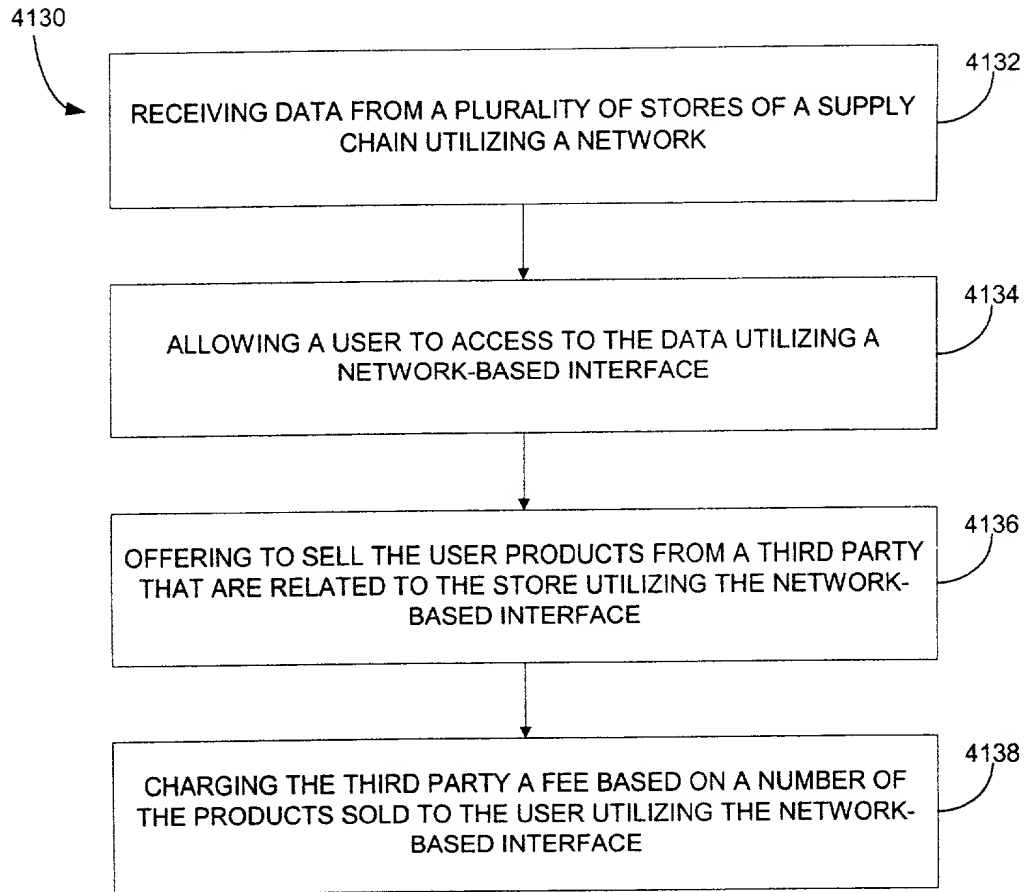 4130
4132
RECEIVING DATA FROM A PLURALITY OF STORES OF A SUPPLY
CHAIN UTILIZING A NETWORK
4134
ALLOWING A USER TO ACCESS TO THE DATA UTILIZING A
NETWORK-BASED INTERFACE
4136
OFFERING TO SELL THE USER PRODUCTS FROM A THIRD PARTY
THAT ARE RELATED TO THE STORE UTILIZING THE NETWORK-
BASED INTERFACE
4138
CHARGING THE THIRD PARTY A FEE BASED ON A NUMBER OF
THE PRODUCTS SOLD TO THE USER UTILIZING THE NETWORK-
BASED INTERFACE